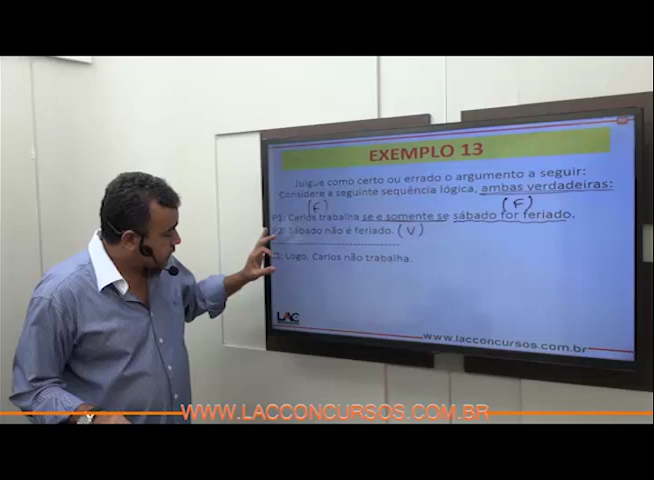 EXEMPLO 13
Julgue como certo ou errado o argumento a seguir:
Considere a seguinte sequência lógica, ambas verdadeiras:
(F) (F)
P1: Carlos trabalha se e somente se sábado for feriado.
P2: Sábado não é feriado. (V)
Logo, Carlos não trabalha.
LAC
www.lacconcursos.com.br
WWW.LACCONCURSOS.COM.BR